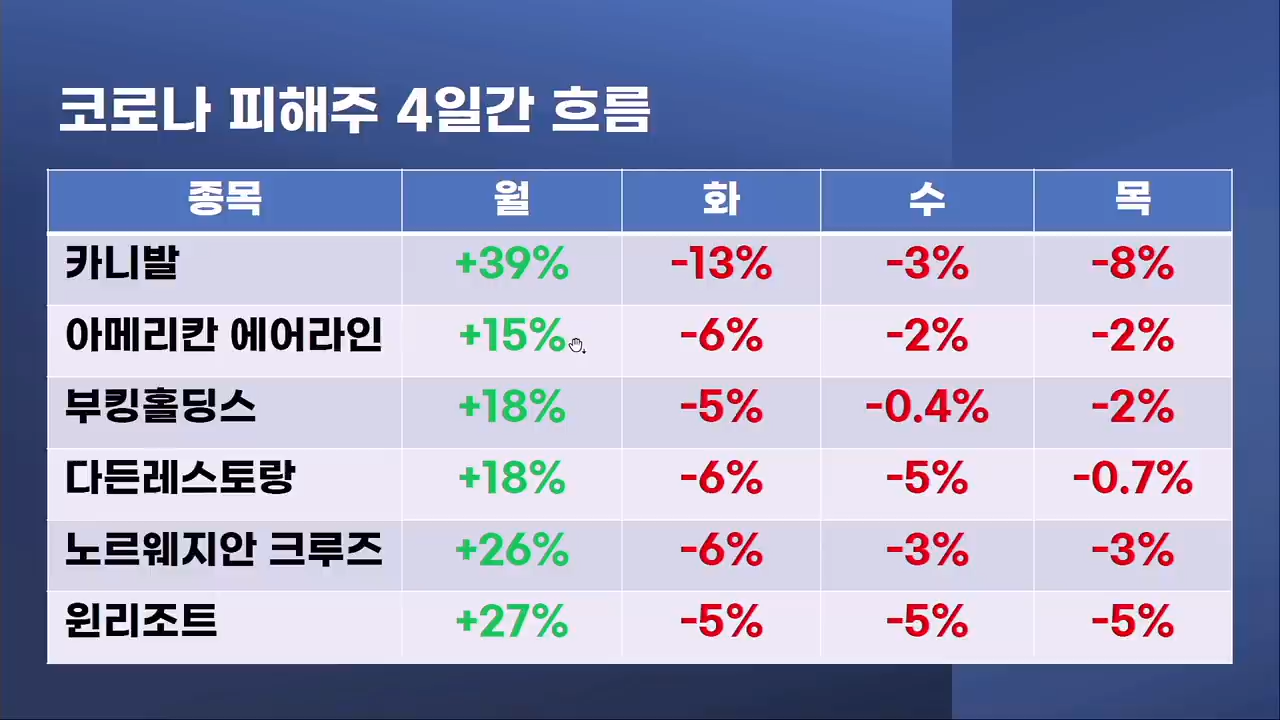 코로나 피해주 4일간 흐름
종목 월 화 수 목
카니발 +39% -13% -3% -8%
아메리칸 에어라인 +15% -6% -2% -2%
부킹홀딩스 +18% -5% -0.4% -2%
다든레스토랑 +18% -6% -5% -0.7%
노르웨지안 크루즈 +26% -6% -3% -3%
윈리조트 +27% -5% -5% -5%